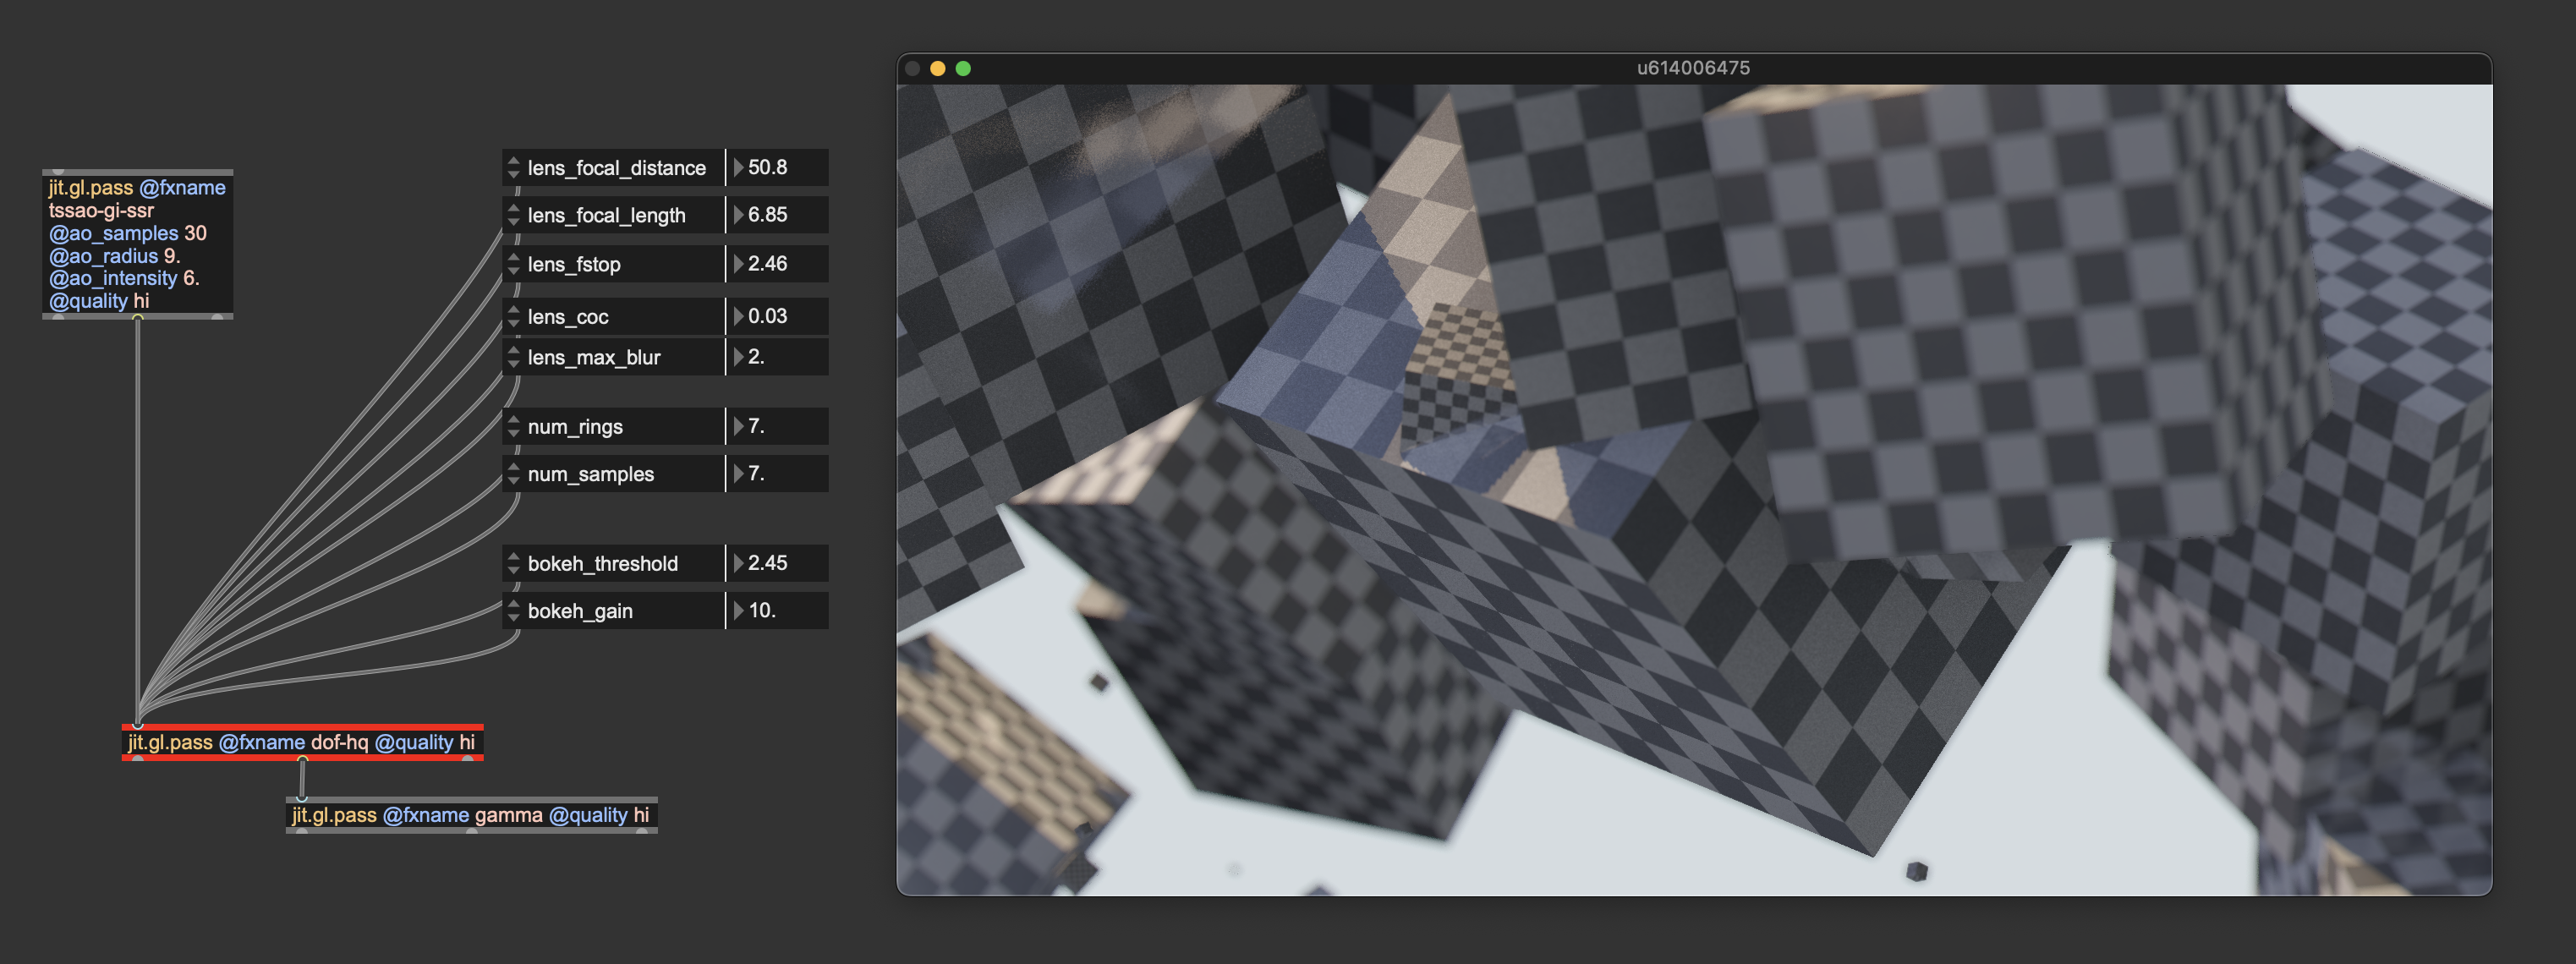 u614006475
jit.gl.pass @fxname
tssao-gi-ssr
@ao_samples 30
@ao_radius 9.
@ao_intensity 6.
@quality hi
lens_focal_distance 50.8
lens_focal_length 6.85
lens_fstop 2.46
lens_coc 0.03
lens_max_blur 2.
num_rings 7.
num_samples 7.
bokeh_threshold 2.45
bokeh_gain 10.
jit.gl.pass @fxname dof-hq @quality hi
jit.gl.pass @fxname gamma @quality hi